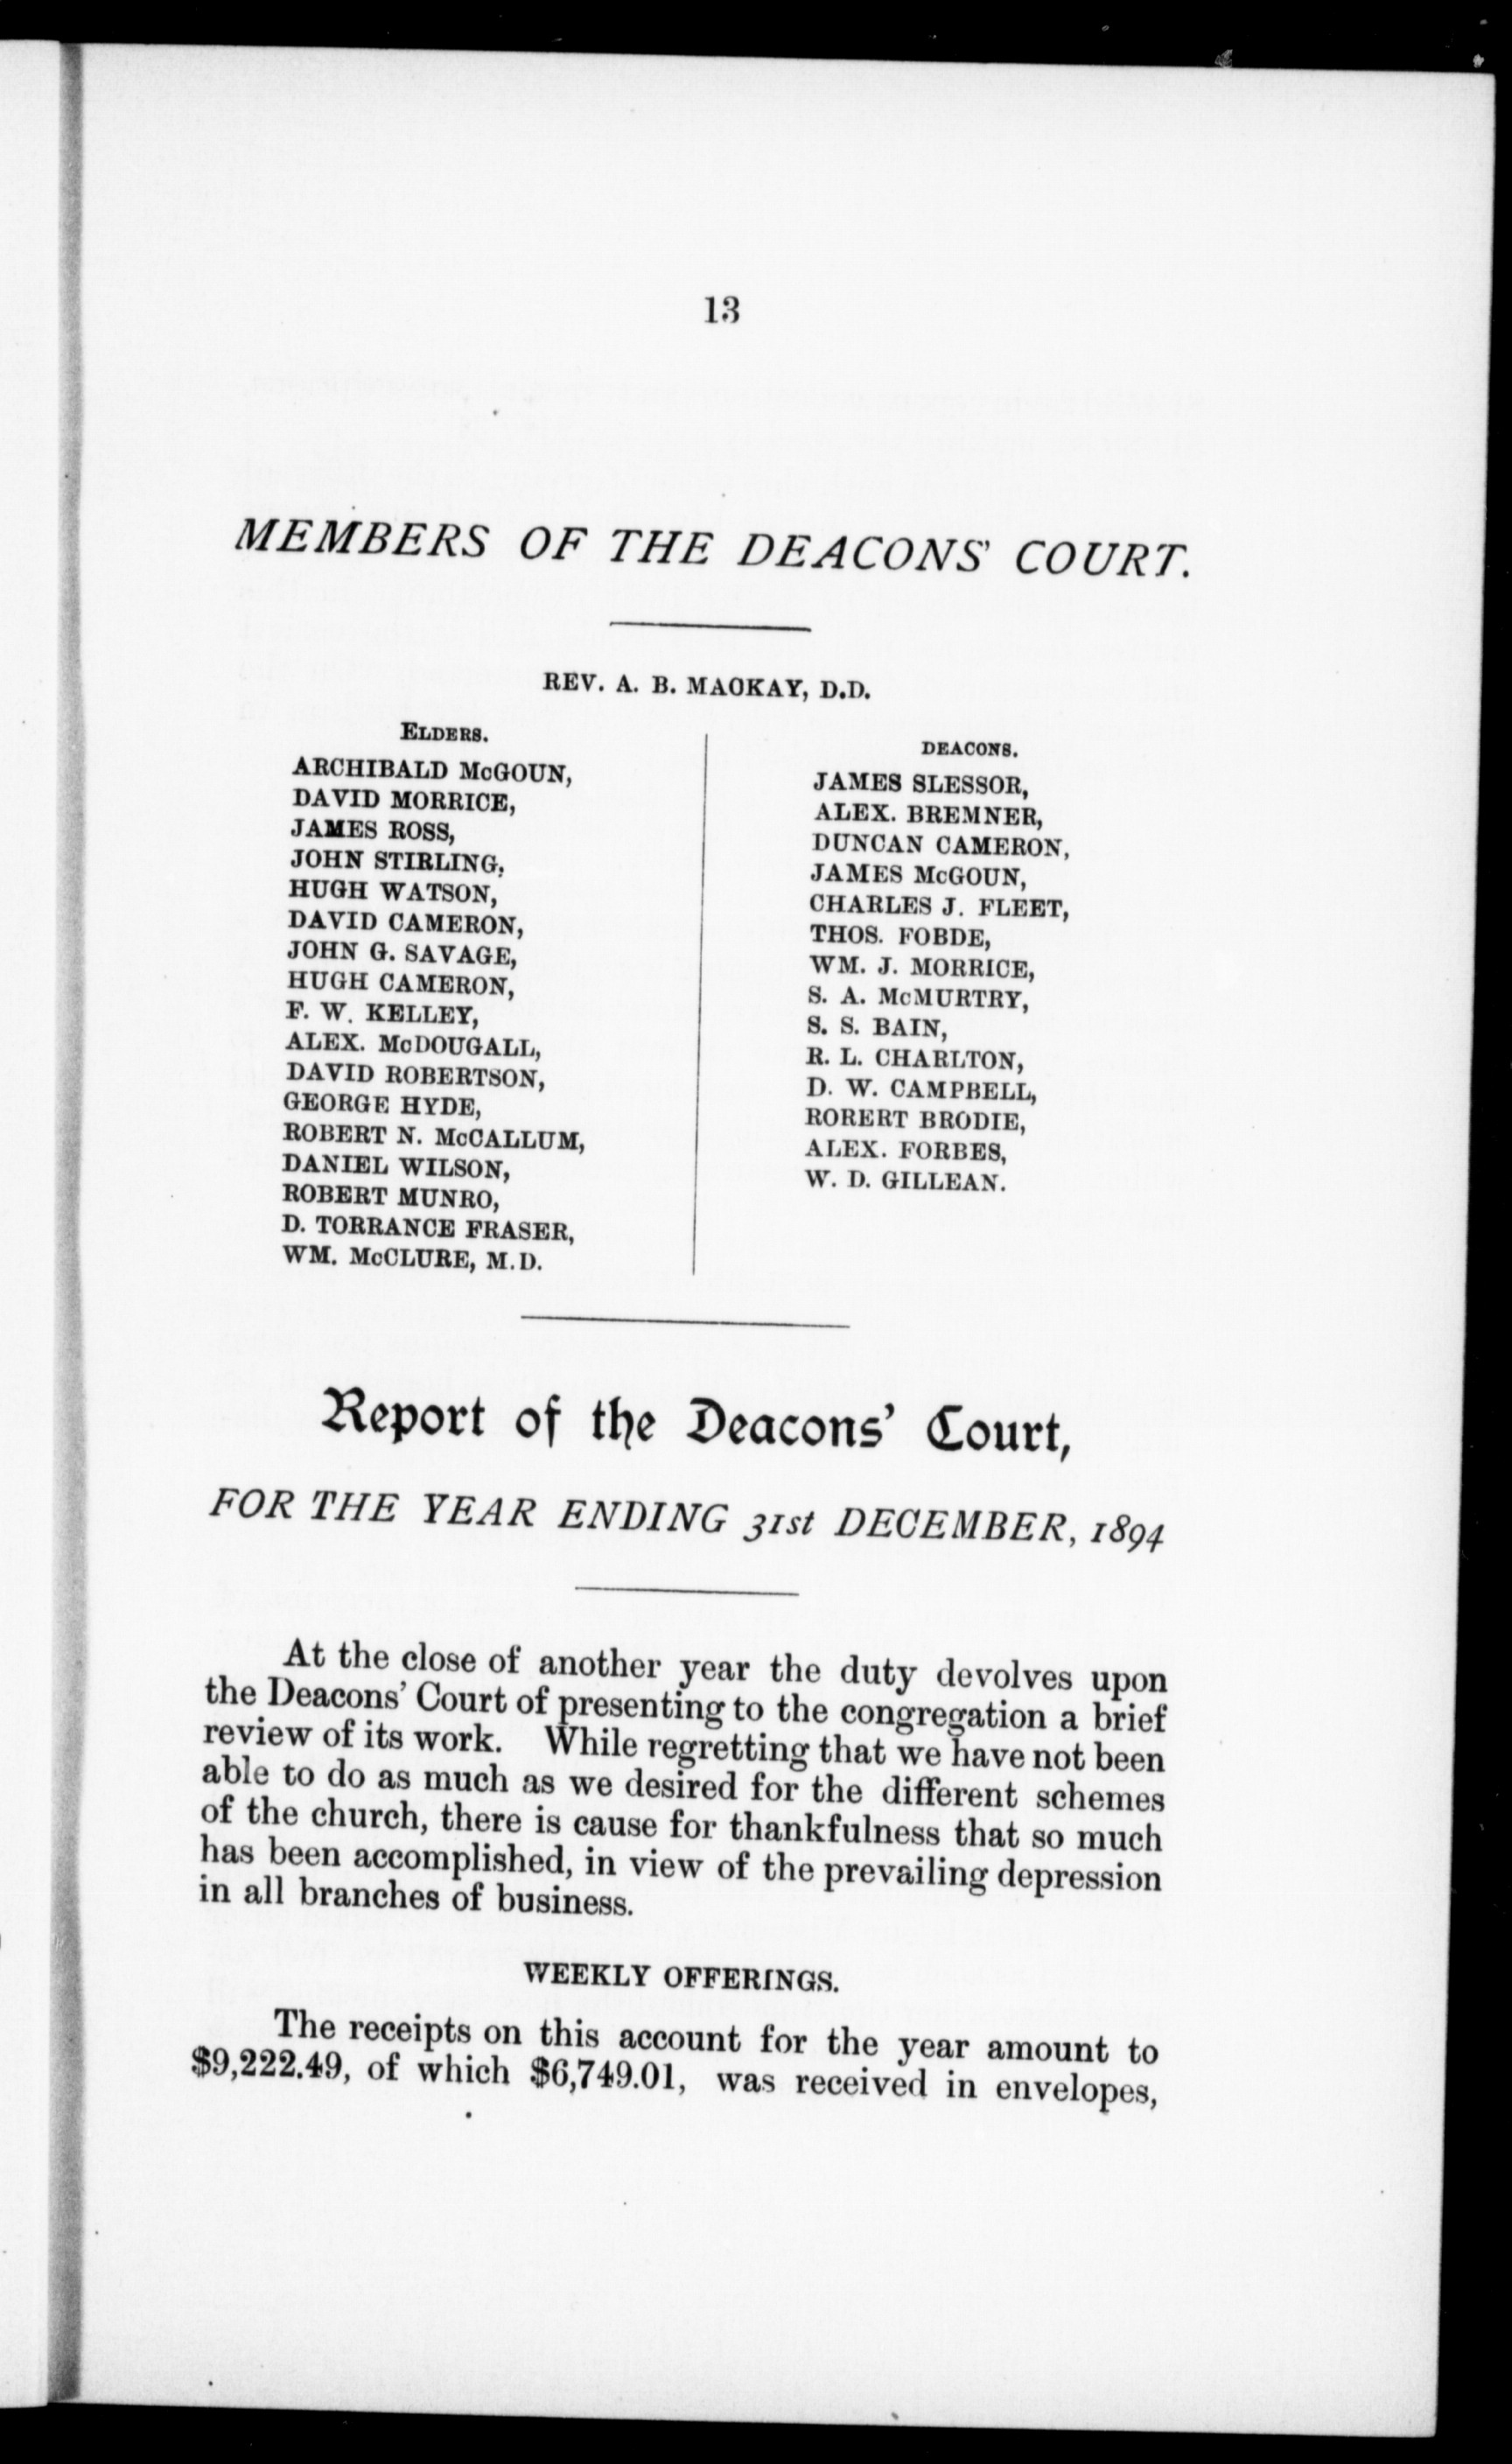 13
MEMBERS OF THE DEACONS' COURT.
REV. A. B. MACKAY, D.D.
ELDERS.
ARCHIBALD McGOUN,
DAVID MORRICE,
JAMES ROSS,
JOHN STIRLING,
HUGH WATSON,
DAVID CAMERON,
JOHN G. SAVAGE,
HUGH CAMERON,
F. W. KELLEY,
ALEX. McDOUGALL,
DAVID ROBERTSON,
GEORGE HYDE,
ROBERT N. McCALLUM,
DANIEL WILSON,
ROBERT MUNRO,
D. TORRANCE FRASER,
WM. McCLURE, M.D.
DEACONS.
JAMES SLESSOR,
ALEX. BREMNER,
DUNCAN CAMERON,
JAMES McGOUN,
CHARLES J. FLEET,
THOS. FOBDE,
WM. J. MORRICE,
S. A. McMURTRY,
S. S. BAIN,
R. L. CHARLTON,
D. W. CAMPBELL,
RORERT BRODIE,
ALEX. FORBES,
W. D. GILLEAN.
Report of the Deacons' Court,
FOR THE YEAR ENDING 31st DECEMBER, 1894
At the close of another year the duty devolves upon
the Deacons' Court of presenting to the congregation a brief
review of its work. While regretting that we have not been
able to do as much as we desired for the different schemes
of the church, there is cause for thankfulness that so much
has been accomplished, in view of the prevailing depression
in all branches of business.
WEEKLY OFFERINGS.
The receipts on this account for the year amount to
$9,222.49, of which $6,749.01, was received in envelopes,